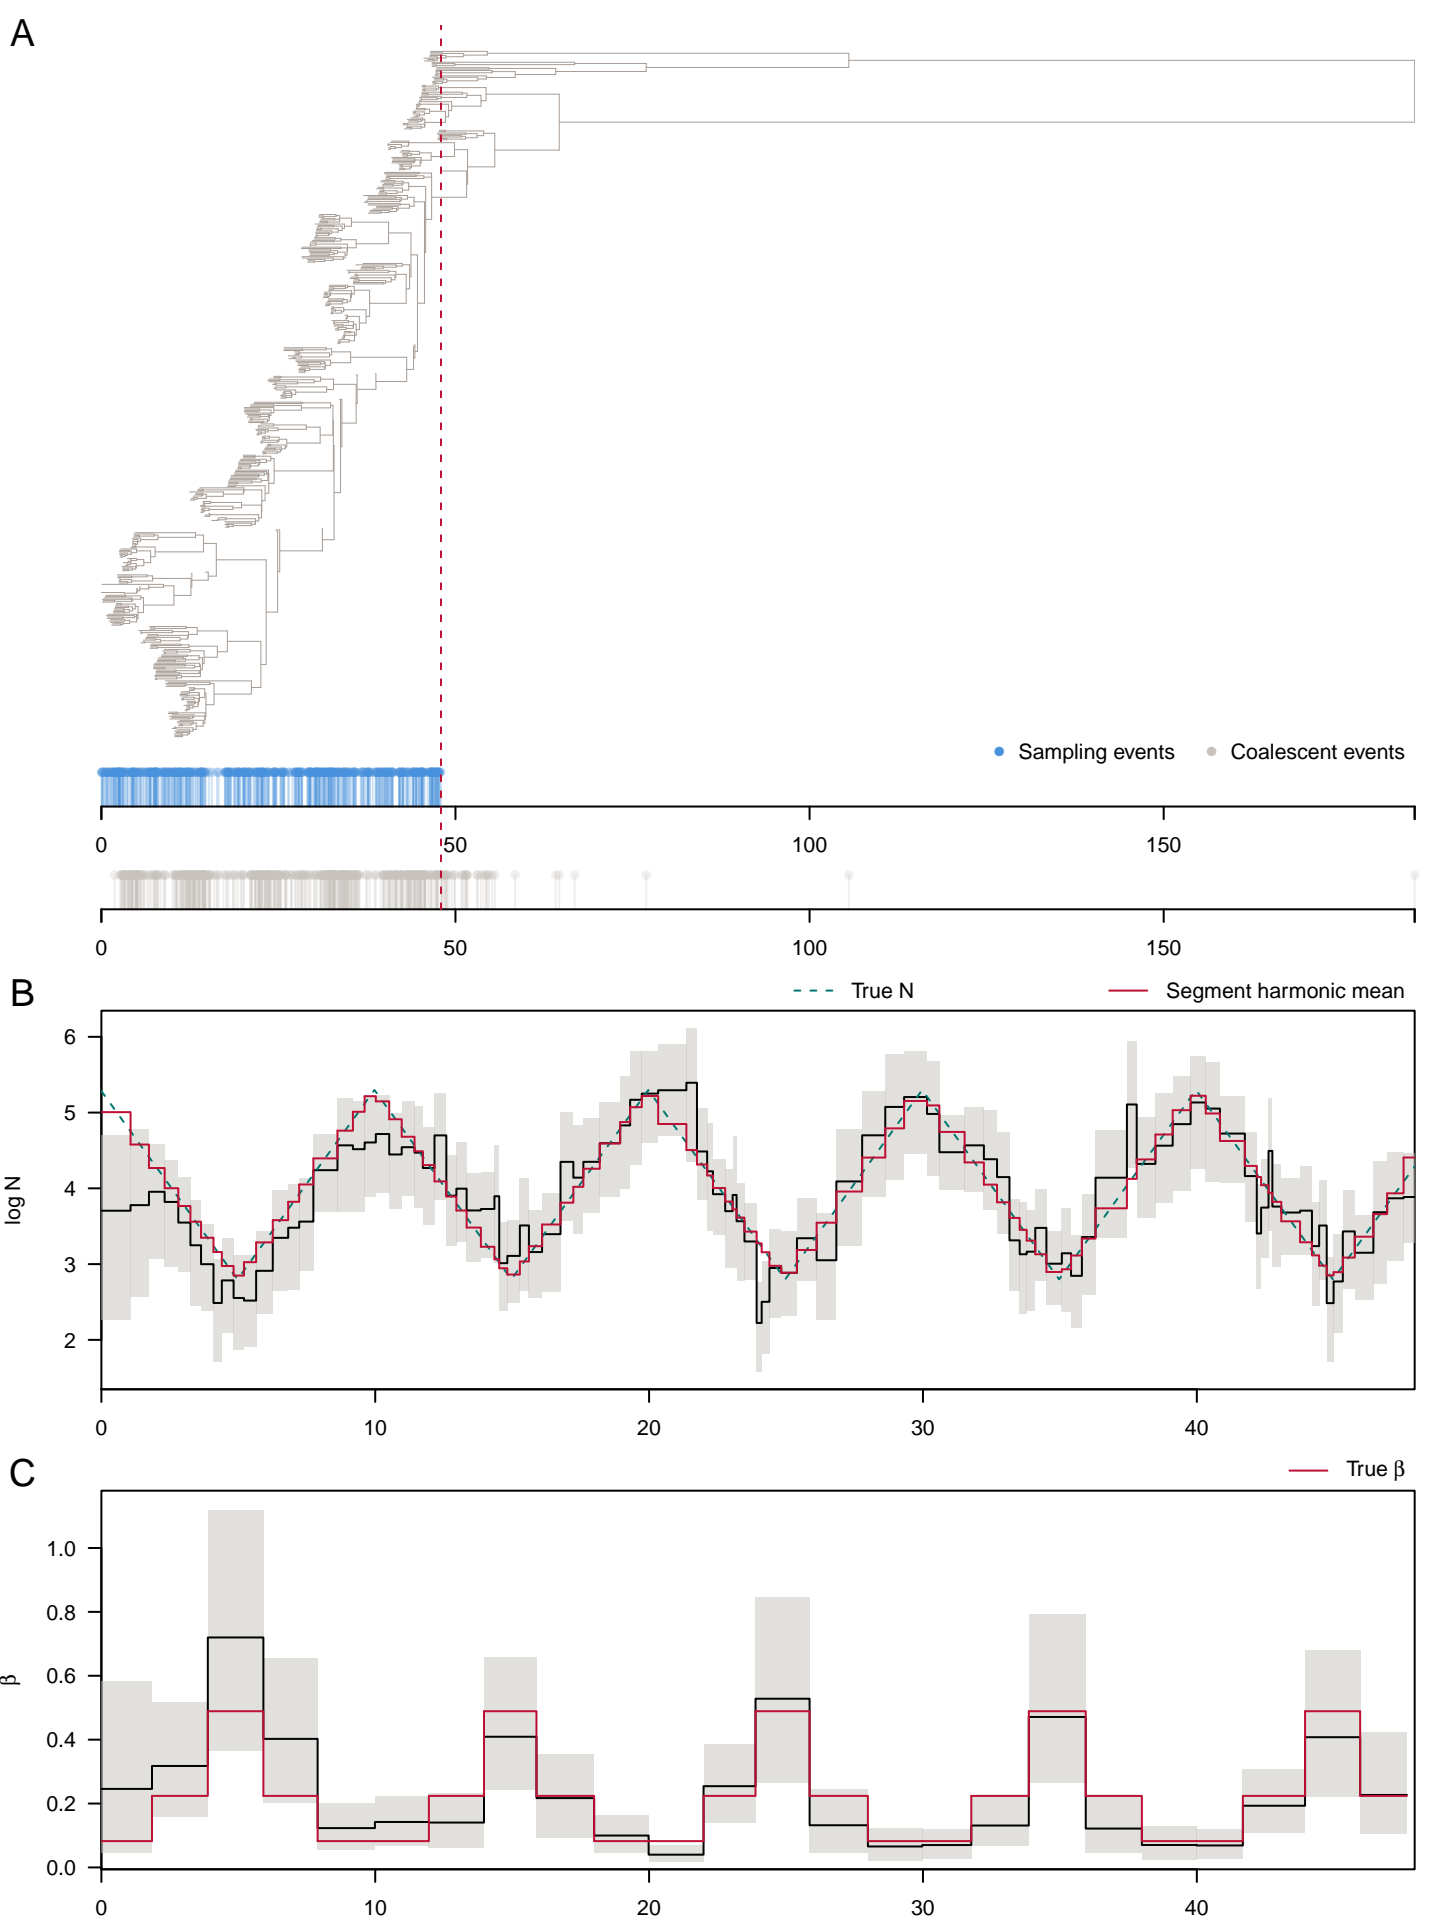 A
Sampling events Coalescent events
0 50 100 150
0 50 100 150
B
True N Segment harmonic mean
6
5
4
3
2
log N
0 10 20 30 40
C
True β
1.0
0.8
0.6
0.4
0.2
0.0
β
0 10 20 30 40